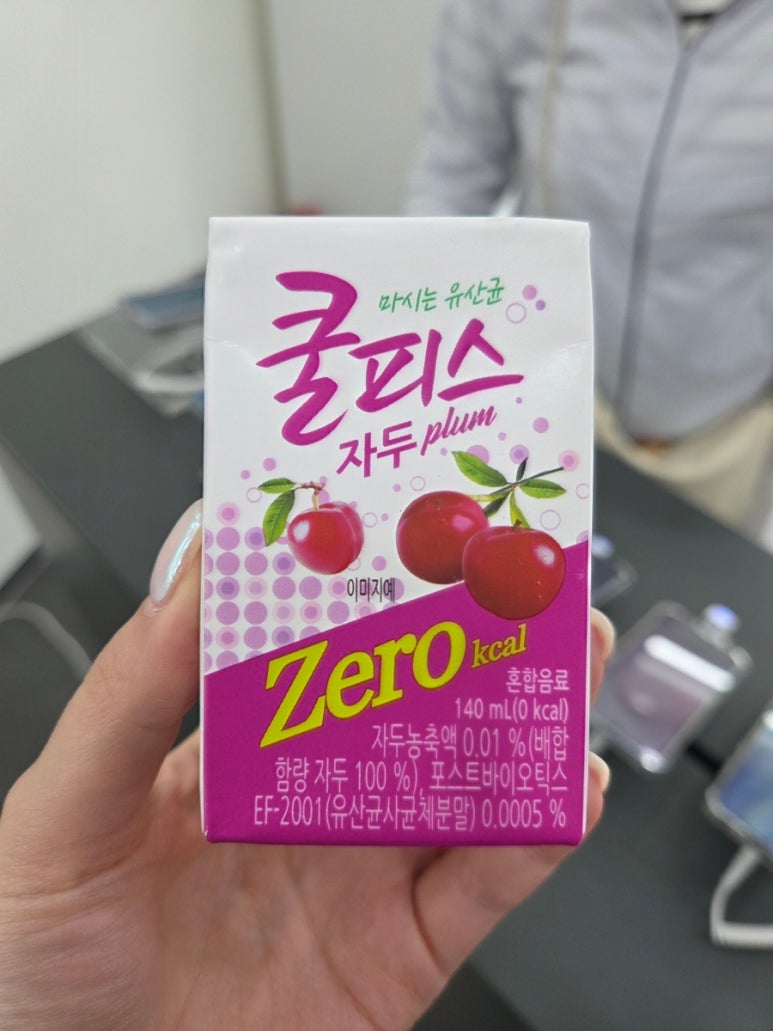 마시는 유산균
쿨피스
자두 plum
이미지예
Zero kcal
혼합음료
140 mL(0 kcal)
자두농축액 0.01 %(배합
함량 자두 100 %), 포스트바이오틱스
EF-2001(유산균사균체분말) 0.0005 %